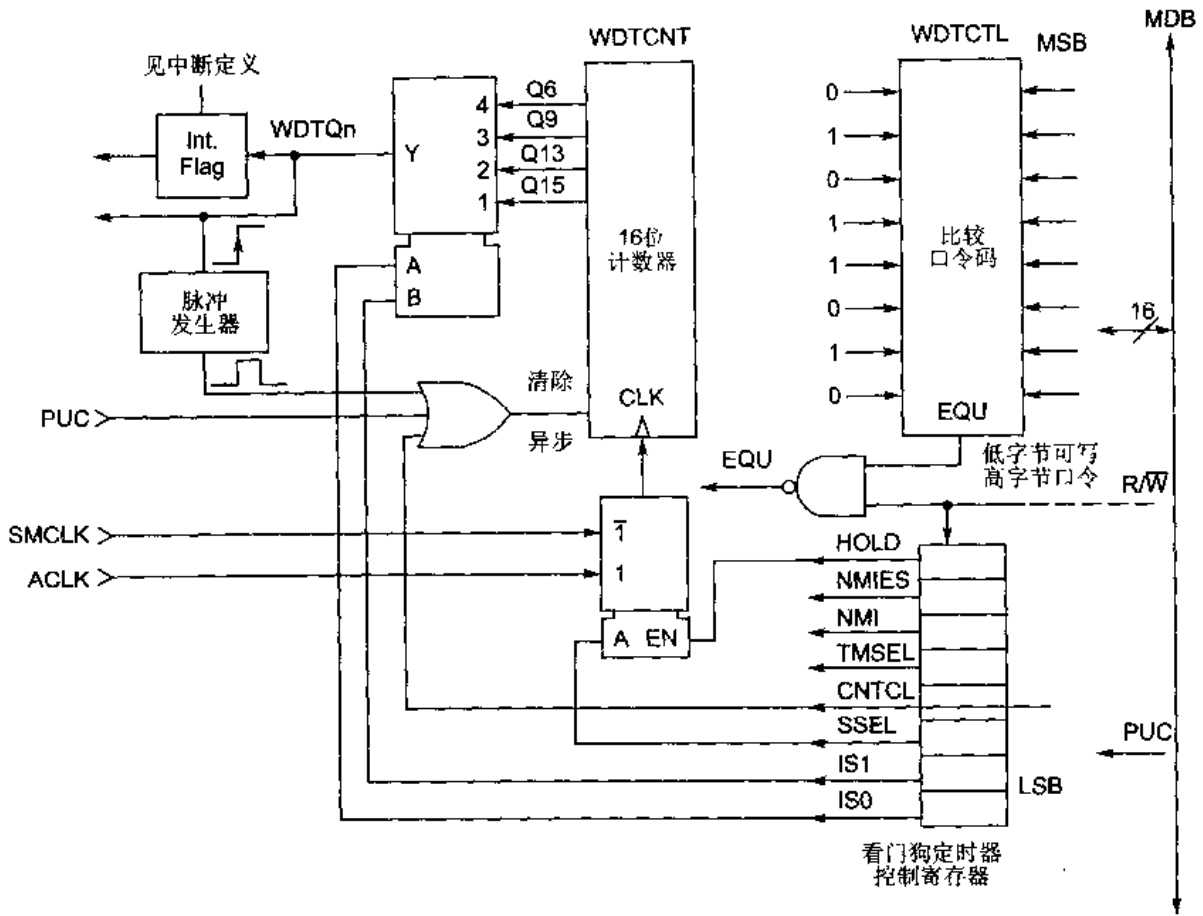 MDB
WDTCNT
WDTCTL
MSB
见中断定义
Int.
Flag
WDTQn
Y
4
3
2
1
Q6
Q9
Q13
Q15
A
B
16位
计数器
CLK
0
1
0
1
1
0
1
0
比较
口令码
EQU
16
脉冲
发生器
清除
异步
PUC
SMCLK
ACLK
1̅
1
A EN
EQU
低字节可写
高字节口令
R/W̅
HOLD
NMIES
NMI
TMSEL
CNTCL
SSEL
IS1
IS0
LSB
PUC
看门狗定时器
控制寄存器